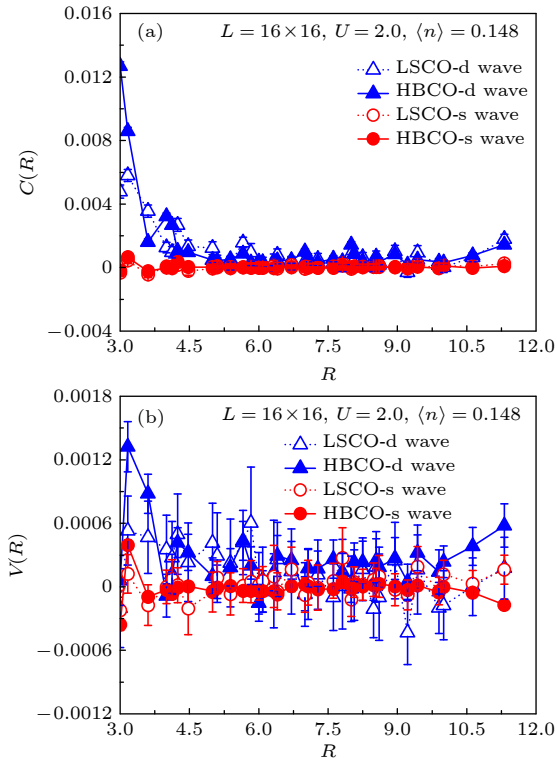 0.016
(a) L = 16×16, U = 2.0, ⟨n⟩ = 0.148
LSCO-d wave
HBCO-d wave
LSCO-s wave
HBCO-s wave
0.012
0.008
0.004
0
−0.004
C(R)
3.0 4.5 6.0 7.5 9.0 10.5 12.0
R
0.0018
(b) L = 16×16, U = 2.0, ⟨n⟩ = 0.148
LSCO-d wave
HBCO-d wave
LSCO-s wave
HBCO-s wave
0.0012
0.0006
0
−0.0006
−0.0012
V(R)
3.0 4.5 6.0 7.5 9.0 10.5 12.0
R